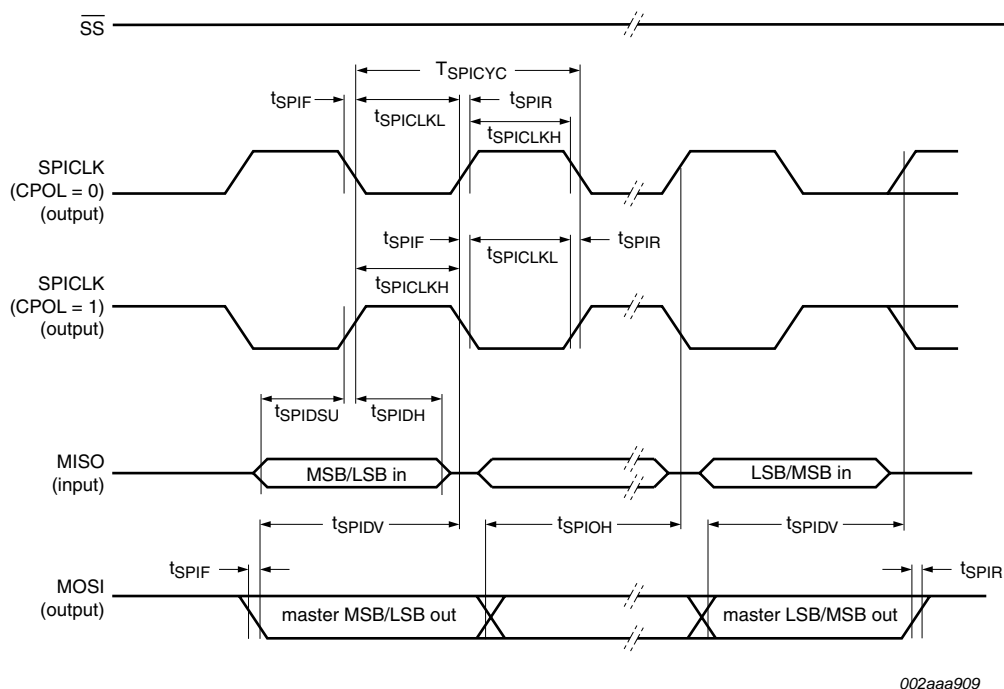 SS
TSPICYC
tSPIF
tSPICLKL
tSPIR
tSPICLKH
SPICLK
(CPOL = 0)
(output)
tSPIF
tSPICLKL
tSPIR
tSPICLKH
SPICLK
(CPOL = 1)
(output)
tSPIDSU
tSPIDH
MISO
(input)
MSB/LSB in
LSB/MSB in
tSPIDV
tSPIOH
tSPIDV
tSPIF
tSPIR
MOSI
(output)
master MSB/LSB out
master LSB/MSB out
002aaa909